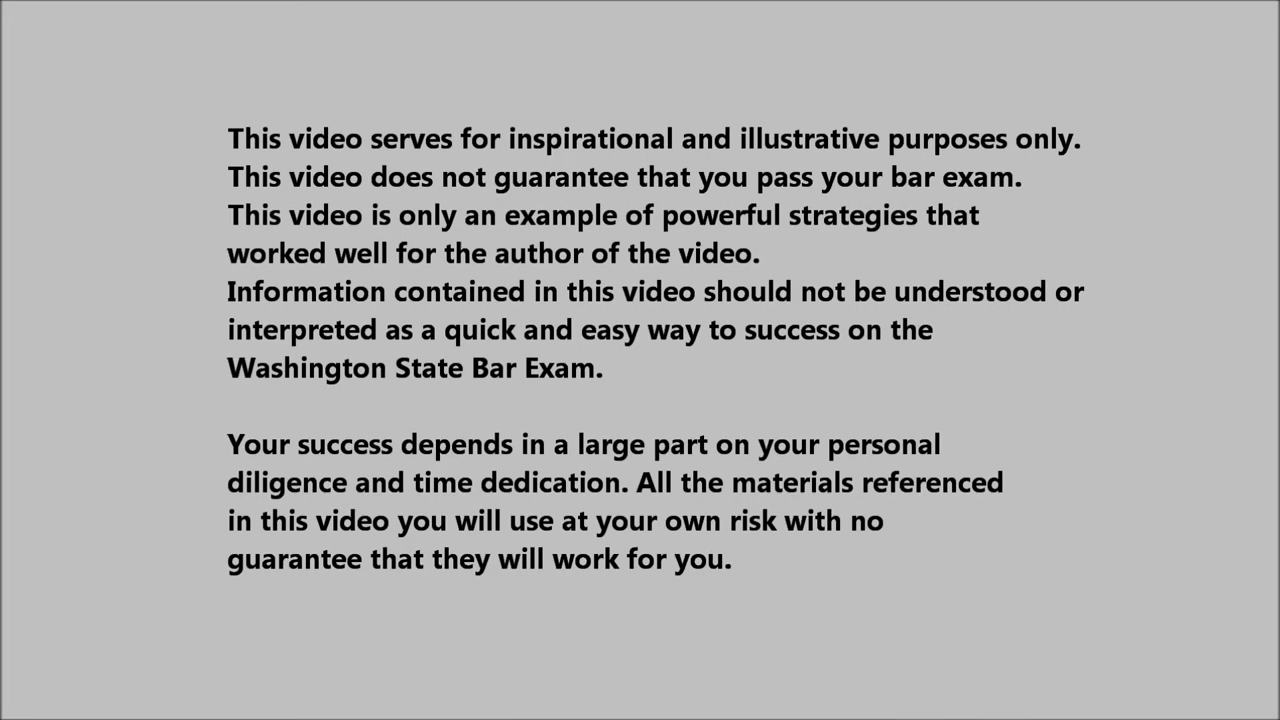 This video serves for inspirational and illustrative purposes only.
This video does not guarantee that you pass your bar exam.
This video is only an example of powerful strategies that
worked well for the author of the video.
Information contained in this video should not be understood or
interpreted as a quick and easy way to success on the
Washington State Bar Exam.
Your success depends in a large part on your personal
diligence and time dedication. All the materials referenced
in this video you will use at your own risk with no
guarantee that they will work for you.